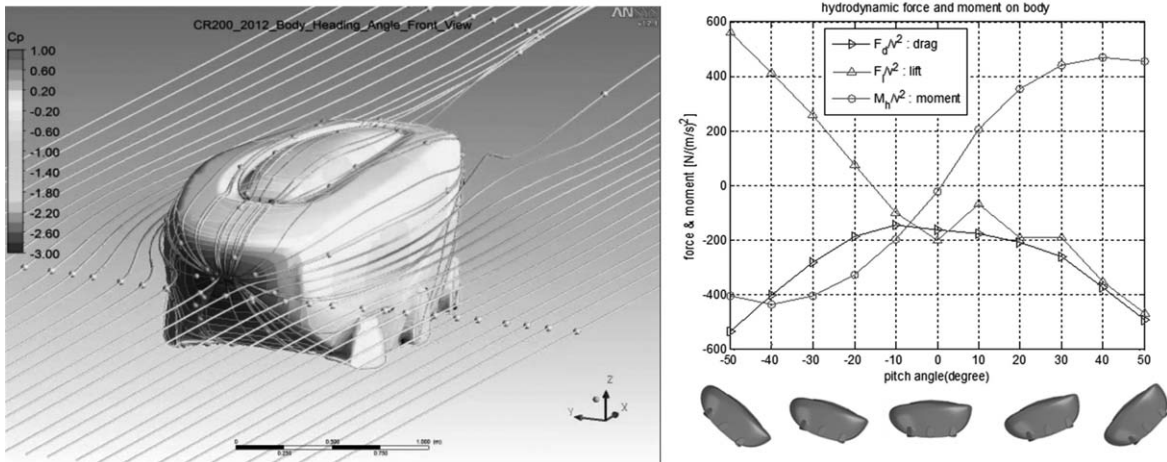 CR200_2012_Body_Heading_Angle_Front_View
AN
Cp
1.00
0.60
0.20
-0.20
-0.60
-1.00
-1.40
-1.80
-2.20
-2.60
-3.00
Z
Y
X
0
0.500
1.000 (m)
0.250
0.750
hydrodynamic force and moment on body
F_d/v² : drag
F_l/v² : lift
M_h/v² : moment
force & moment [N/(m/s)²]
600
400
200
0
-200
-400
-600
-50 -40 -30 -20 -10 0 10 20 30 40 50
pitch angle(degree)